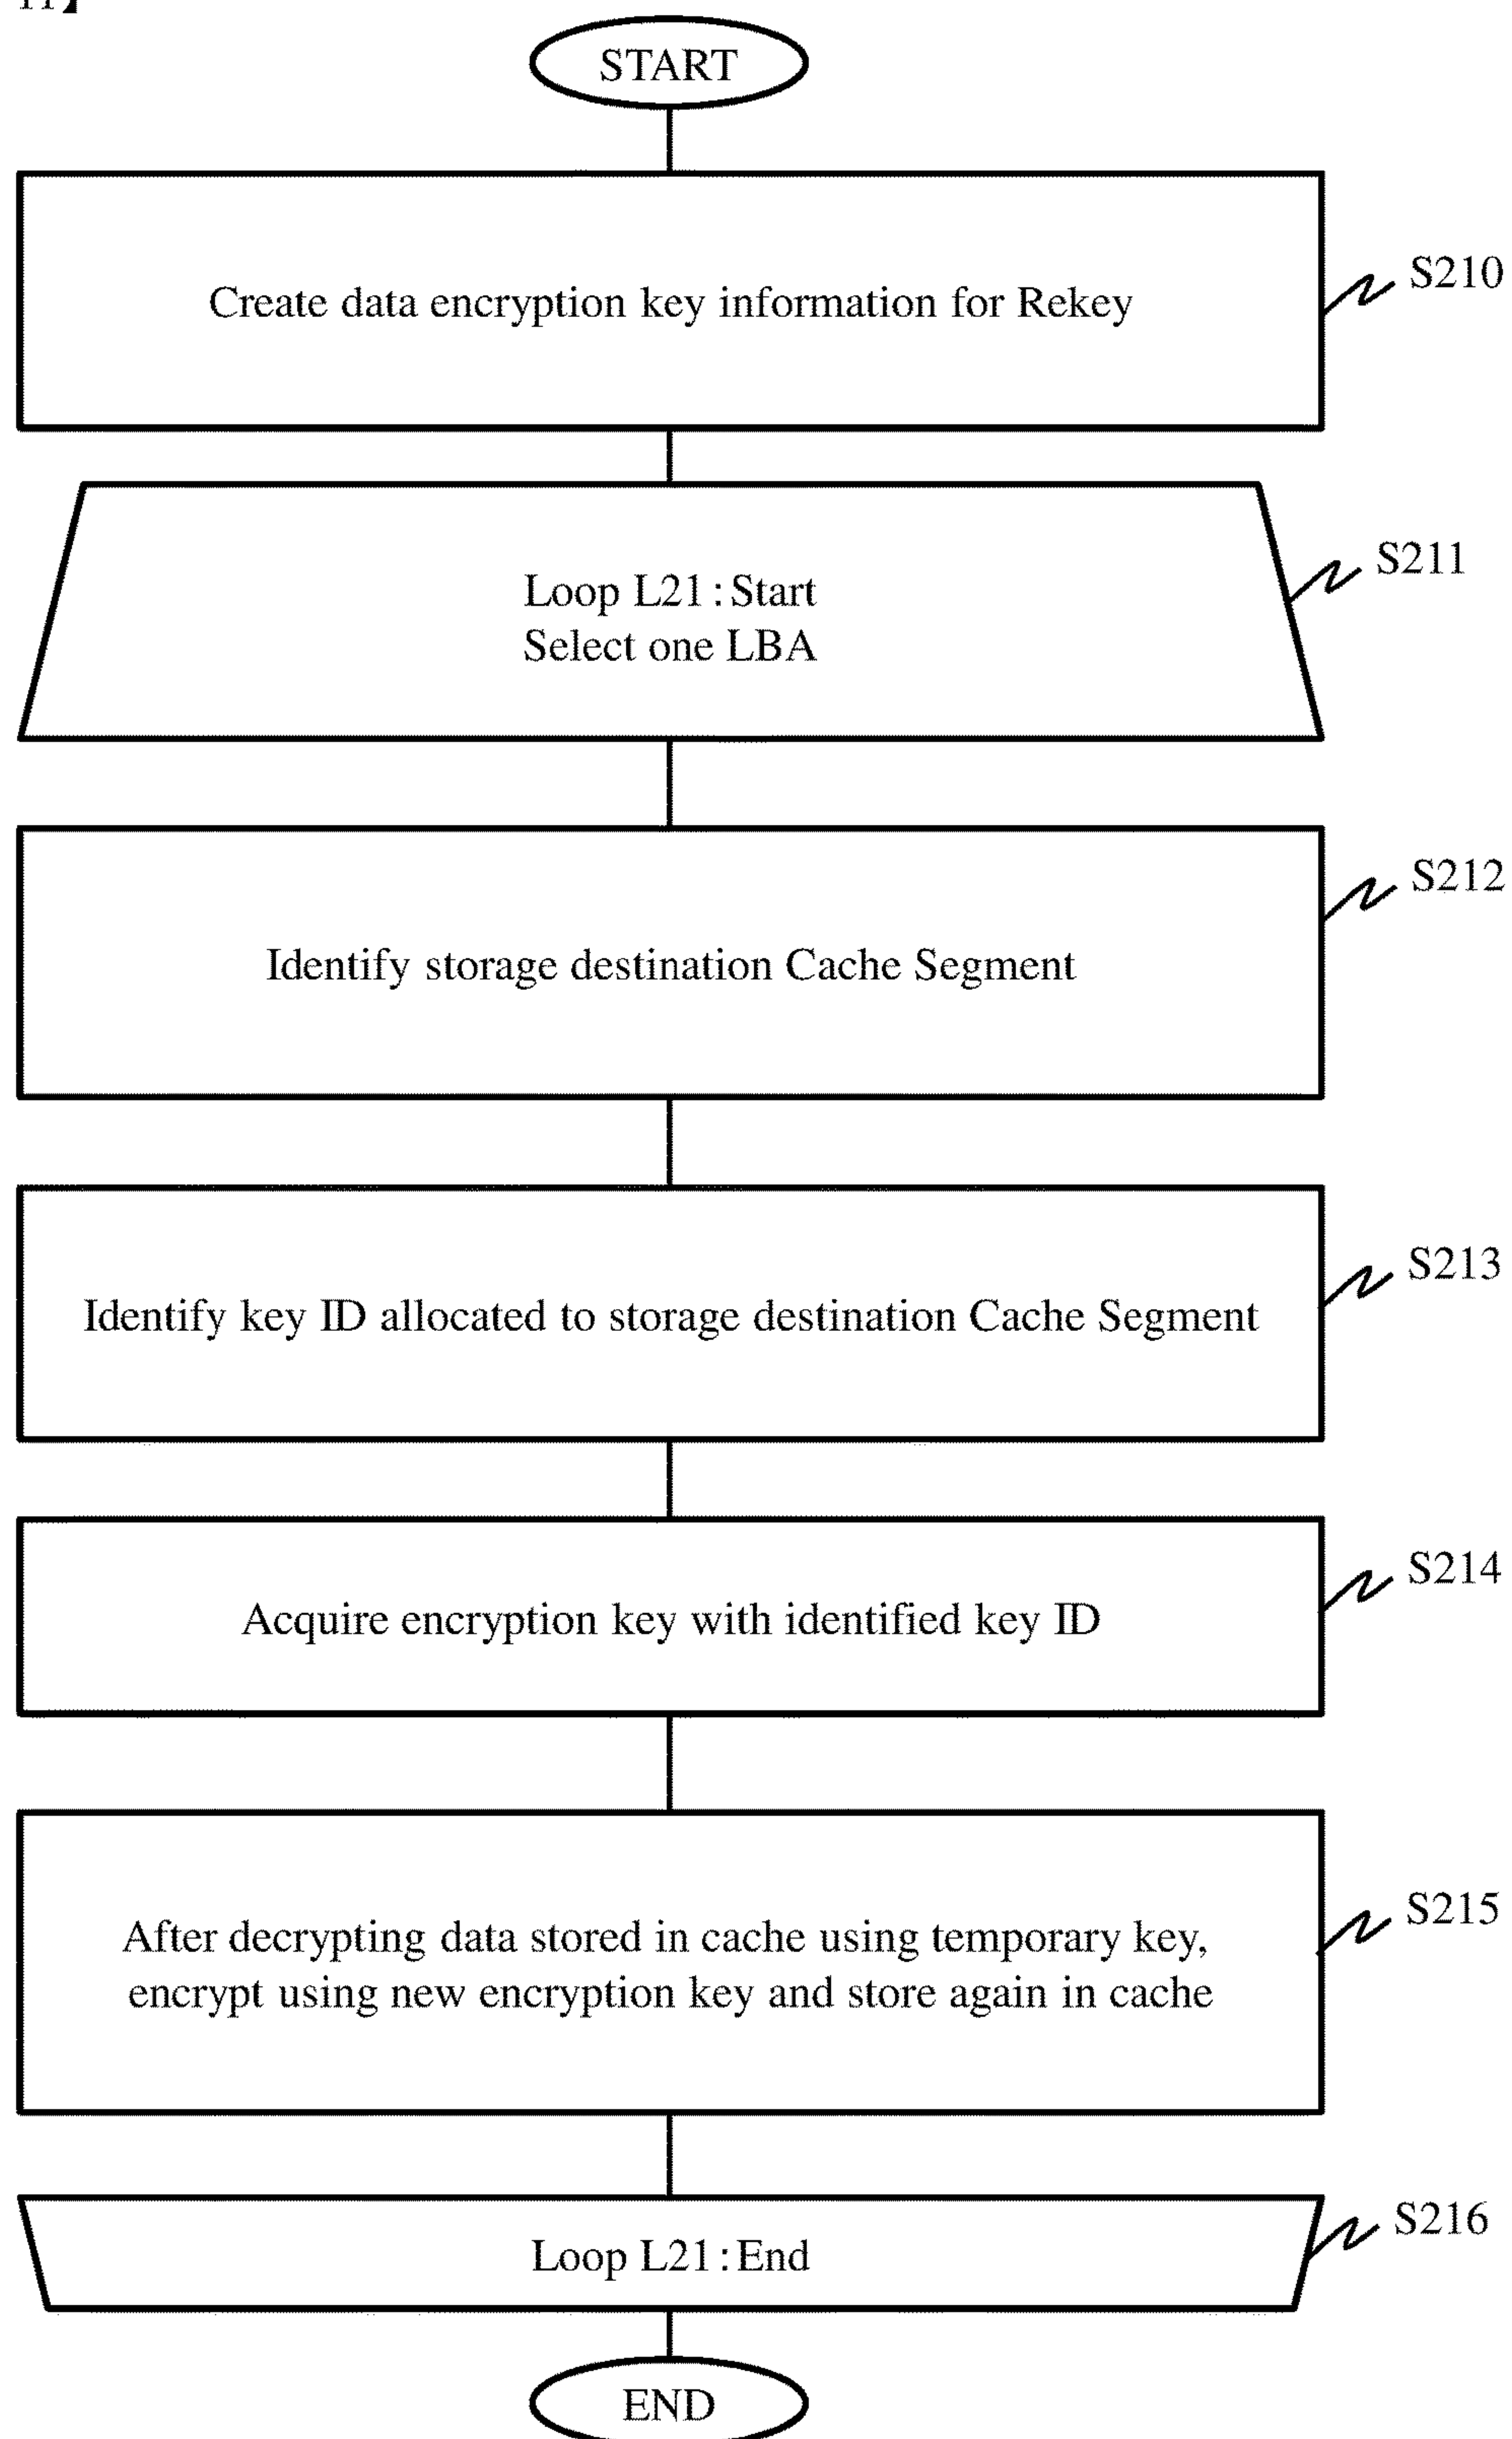 11】
START
Create data encryption key information for Rekey
S210
Loop L21:Start
S211
Select one LBA
S212
Identify storage destination Cache Segment
S213
Identify key ID allocated to storage destination Cache Segment
S214
Acquire encryption key with identified key ID
S215
After decrypting data stored in cache using temporary key,
encrypt using new encryption key and store again in cache
S216
Loop L21:End
END